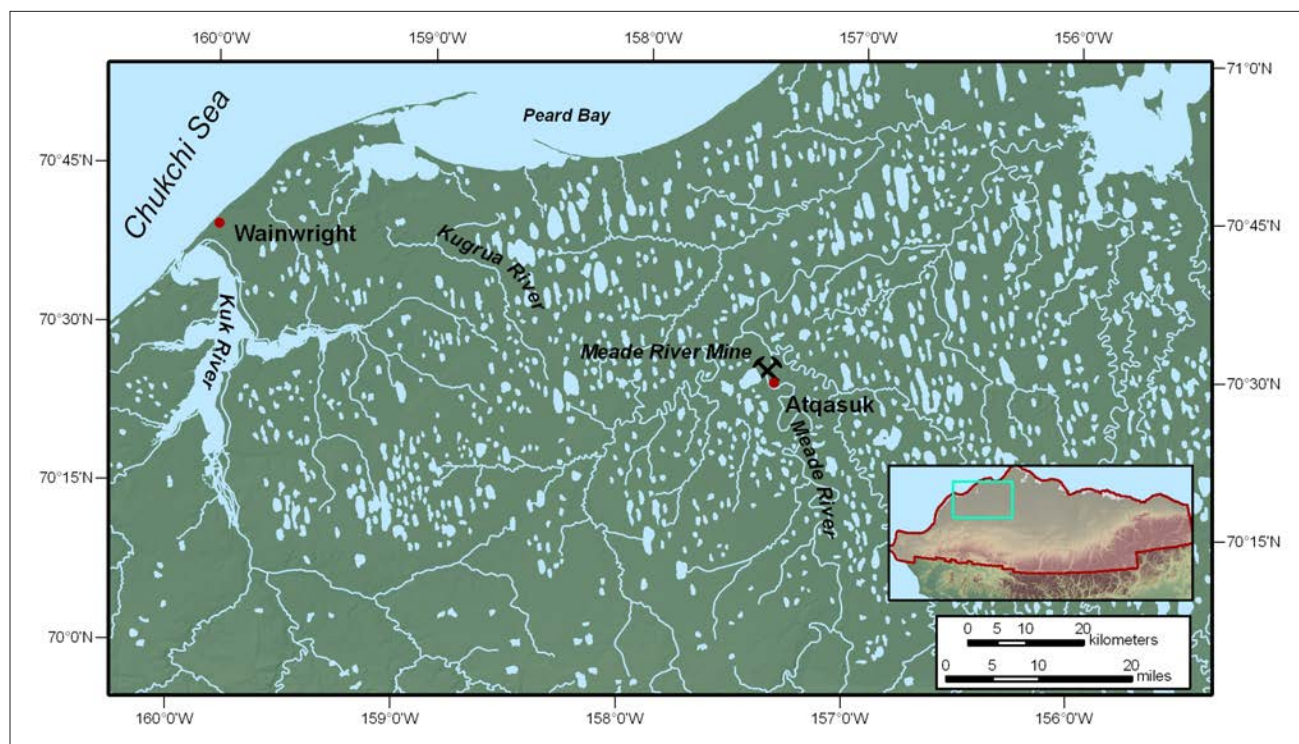 160°0'W
159°0'W
158°0'W
157°0'W
156°0'W
71°0'N
Peard Bay
Chukchi Sea
70°45'N
Wainwright
70°45'N
Kugrua River
Kuk River
70°30'N
Meade River Mine
70°30'N
Atqasuk
Meade River
70°15'N
70°15'N
70°0'N
0 5 10 20
kilometers
0 5 10 20
miles
160°0'W
159°0'W
158°0'W
157°0'W
156°0'W